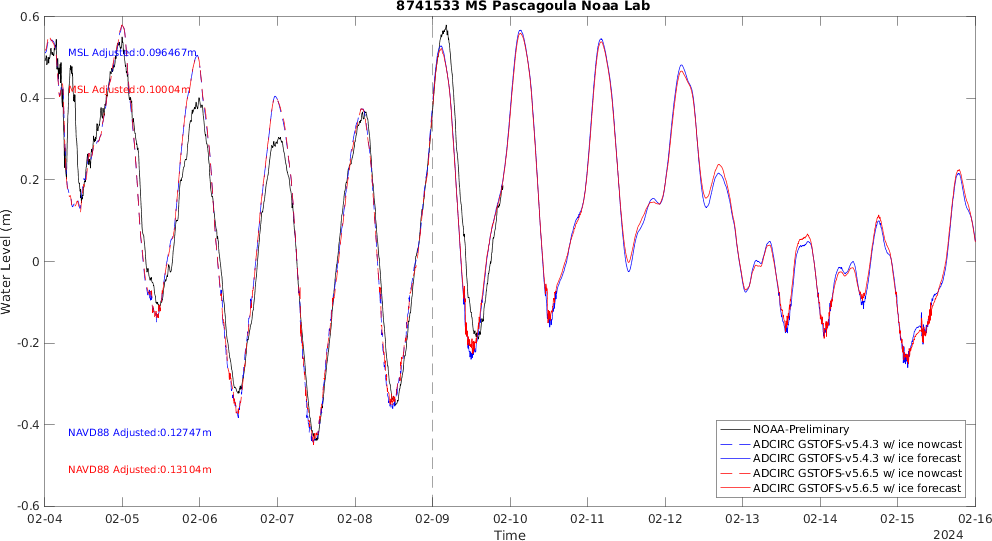 8741533 MS Pascagoula Noaa Lab
0.6
0.4
0.2
0
-0.2
-0.4
-0.6
Water Level (m)
MSL Adjusted:0.096467m
MSL Adjusted:0.10004m
NAVD88 Adjusted:0.12747m
NAVD88 Adjusted:0.13104m
NOAA-Preliminary
ADCIRC GSTOFS-v5.4.3 w/ ice nowcast
ADCIRC GSTOFS-v5.4.3 w/ ice forecast
ADCIRC GSTOFS-v5.6.5 w/ ice nowcast
ADCIRC GSTOFS-v5.6.5 w/ ice forecast
02-04 02-05 02-06 02-07 02-08 02-09 02-10 02-11 02-12 02-13 02-14 02-15 02-16
Time
2024